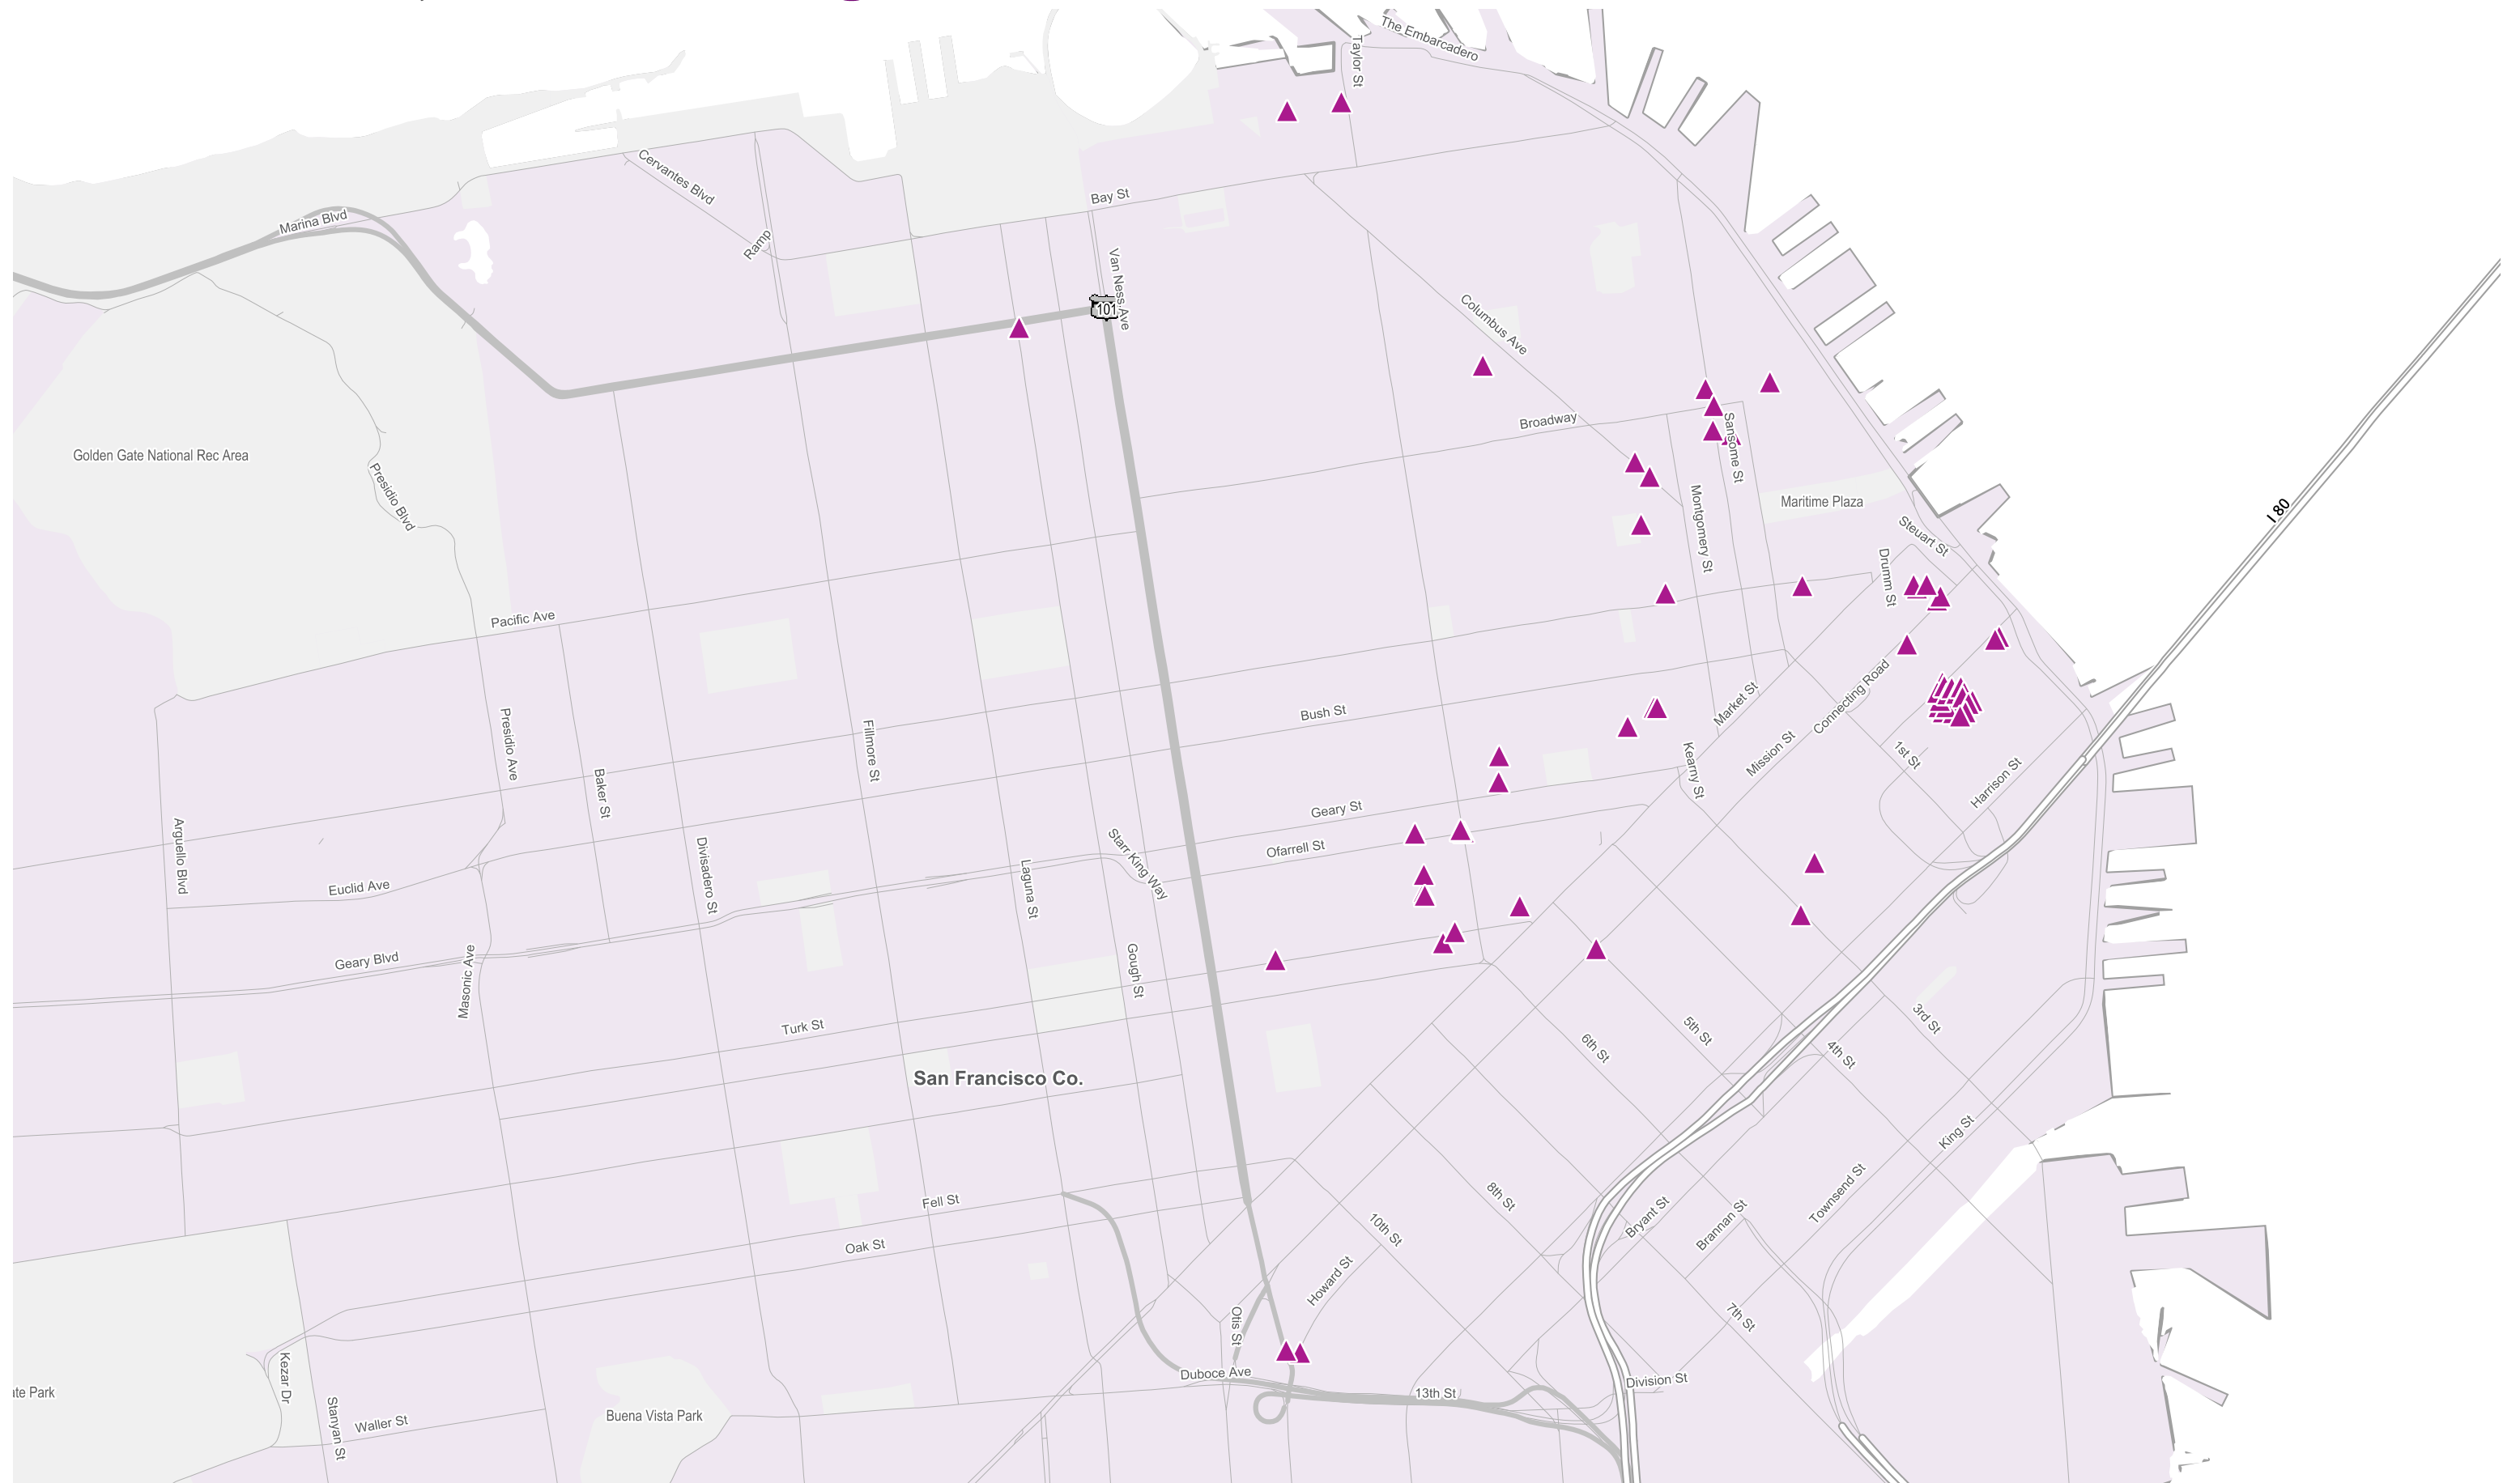 The Embarcadero
Taylor St
Cervantes Blvd
Bay St
Marina Blvd
Ramp
Van Ness Ave
101
Columbus Ave
Broadway
Sansome St
Golden Gate National Rec Area
Presidio Blvd
Montgomery St
Maritime Plaza
I 80
Steuart St
Drumm St
Pacific Ave
Connecting Road
Market St
Bush St
Presidio Ave
Fillmore St
Mission St
Kearny St
1st St
Baker St
Harrison St
Geary St
Arguello Blvd
Starr King Way
Ofarrell St
Divisadero St
Laguna St
Euclid Ave
Geary Blvd
Masonic Ave
Gough St
Turk St
3rd St
5th St
6th St
4th St
San Francisco Co.
King St
Fell St
8th St
Townsend St
10th St
Bryant St
Brannan St
Oak St
Howard St
Otis St
7th St
Duboce Ave
Division St
Kezar Dr
13th St
ate Park
Stanyan St
Waller St
Buena Vista Park